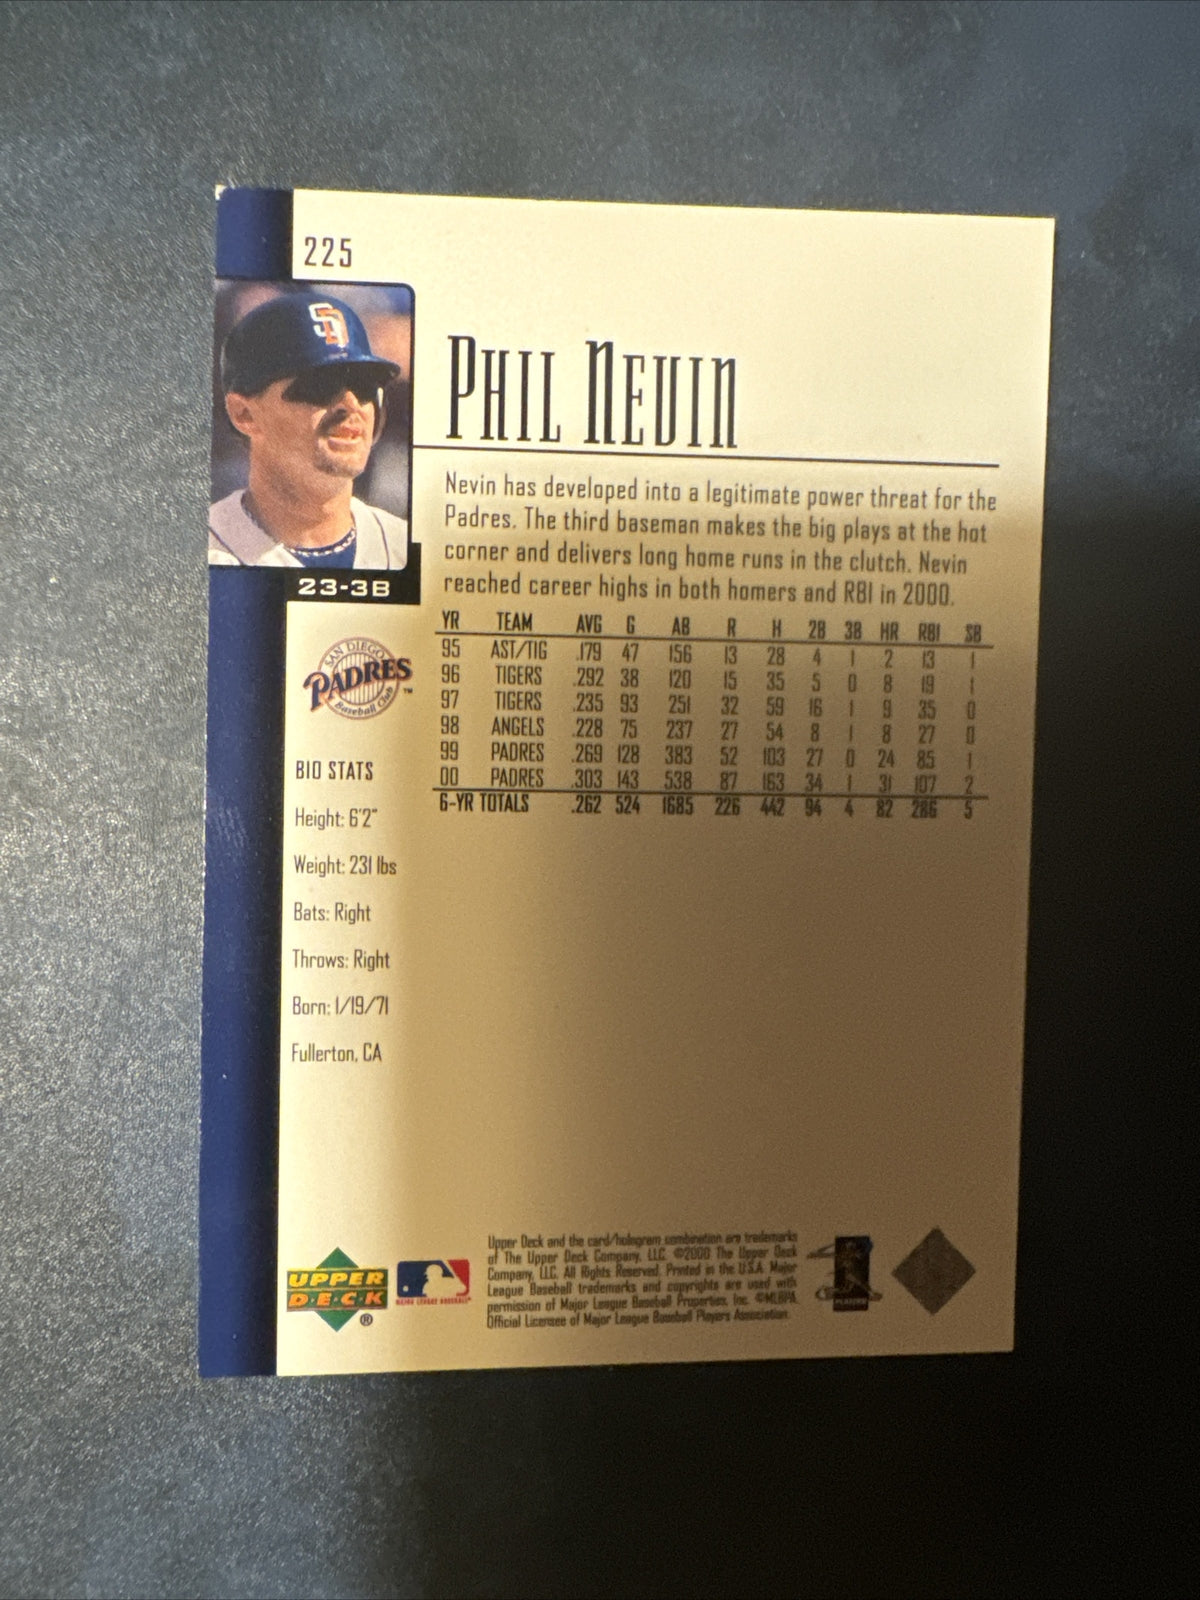 225
SD
PHIL NEVIN
Nevin has developed into a legitimate power threat for the
Padres. The third baseman makes the big plays at the hot
corner and delivers long home runs in the clutch. Nevin
reached career highs in both homers and RBI in 2000.
23-3B
YR TEAM AVG G AB R H 2B 3B HR RBI SB
95 AST/TIG .179 47 156 13 28 4 1 2 13 1
96 TIGERS .292 38 120 15 35 5 0 8 19 1
97 TIGERS .235 93 251 32 59 16 1 9 35 0
98 ANGELS .228 75 237 27 54 8 1 8 27 0
99 PADRES .269 128 383 52 103 27 0 24 85 1
00 PADRES .303 143 538 87 163 34 1 31 107 2
6-YR TOTALS .262 524 1685 226 442 94 4 82 286 5
SAN DIEGO
PADRES
Baseball Club
TM
BIO STATS
Height: 6'2"
Weight: 231 lbs
Bats: Right
Throws: Right
Born: 1/19/71
Fullerton, CA
UPPER
DECK
®
MAJOR LEAGUE BASEBALL
Upper Deck and the card/hologram combination are trademarks
of The Upper Deck Company, LLC. ©2000 The Upper Deck
Company, LLC. All Rights Reserved. Printed in the U.S.A. Major
League Baseball trademarks and copyrights are used with
permission of Major League Baseball Properties, Inc. ©MLBPA
Official Licensee of Major League Baseball Players Association.
PLAYERS